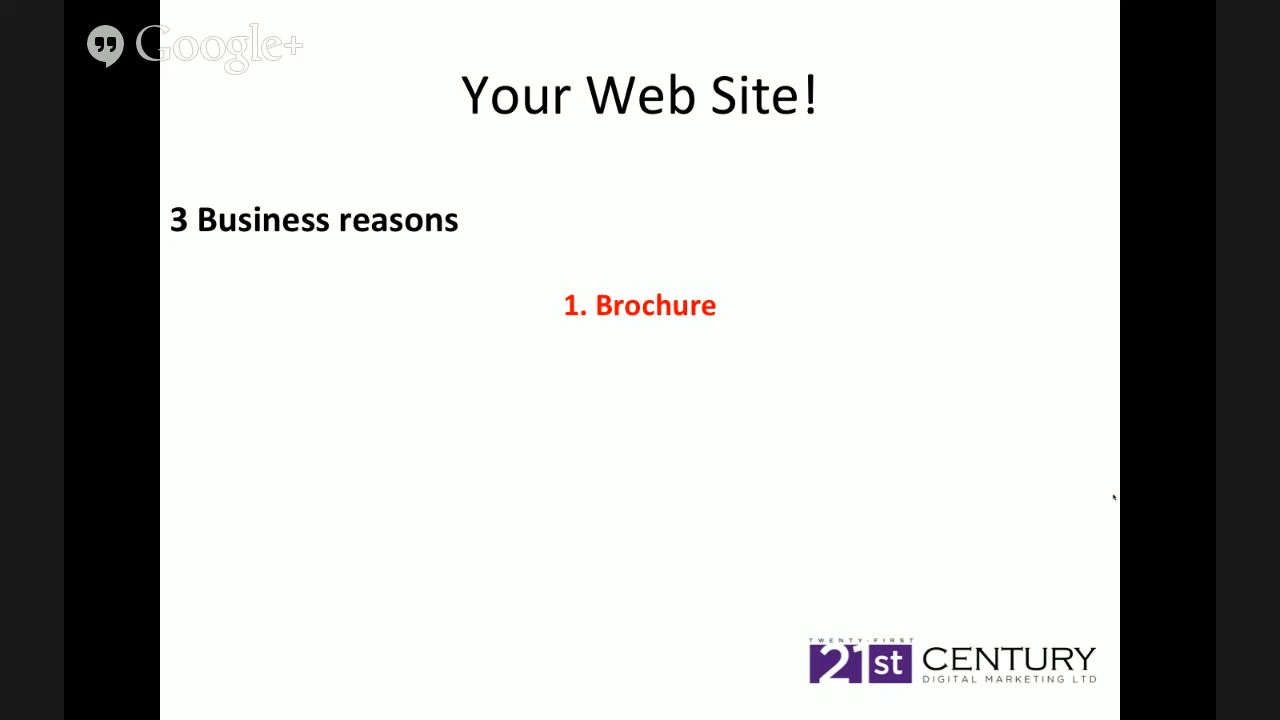 Google+
Your Web Site!
3 Business reasons
1. Brochure
TWENTY-FIRST
21st CENTURY
DIGITAL MARKETING LTD